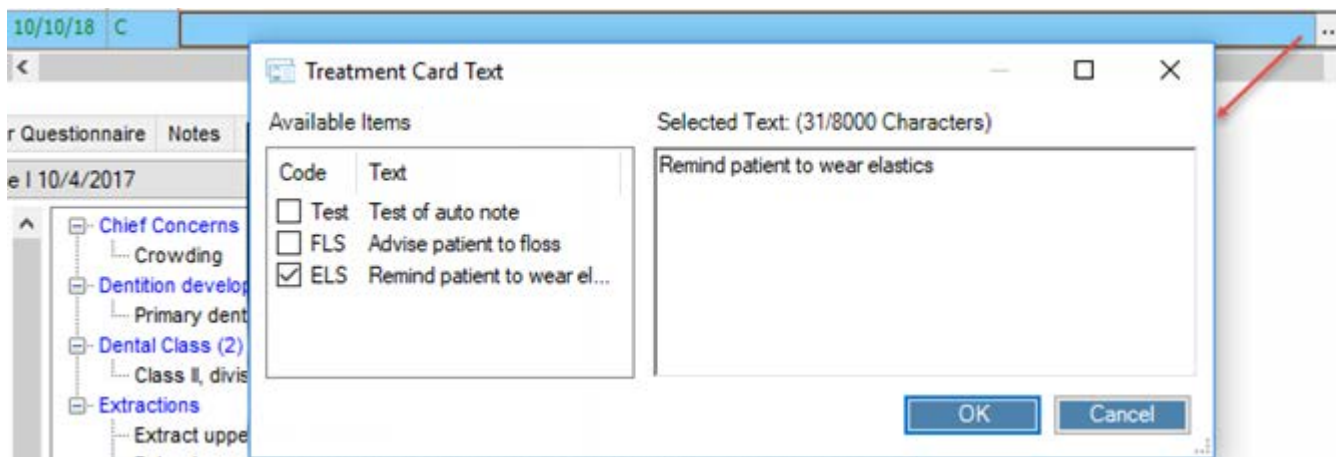 10/10/18 C
...
Treatment Card Text
r Questionnaire Notes
e I 10/4/2017
Chief Concerns
Crowding
Dentition develop
Primary dent
Dental Class (2)
Class II, divis
Extractions
Extract uppe
Available Items
Code Text
Test Test of auto note
FLS Advise patient to floss
ELS Remind patient to wear el...
Selected Text: (31/8000 Characters)
Remind patient to wear elastics
OK Cancel